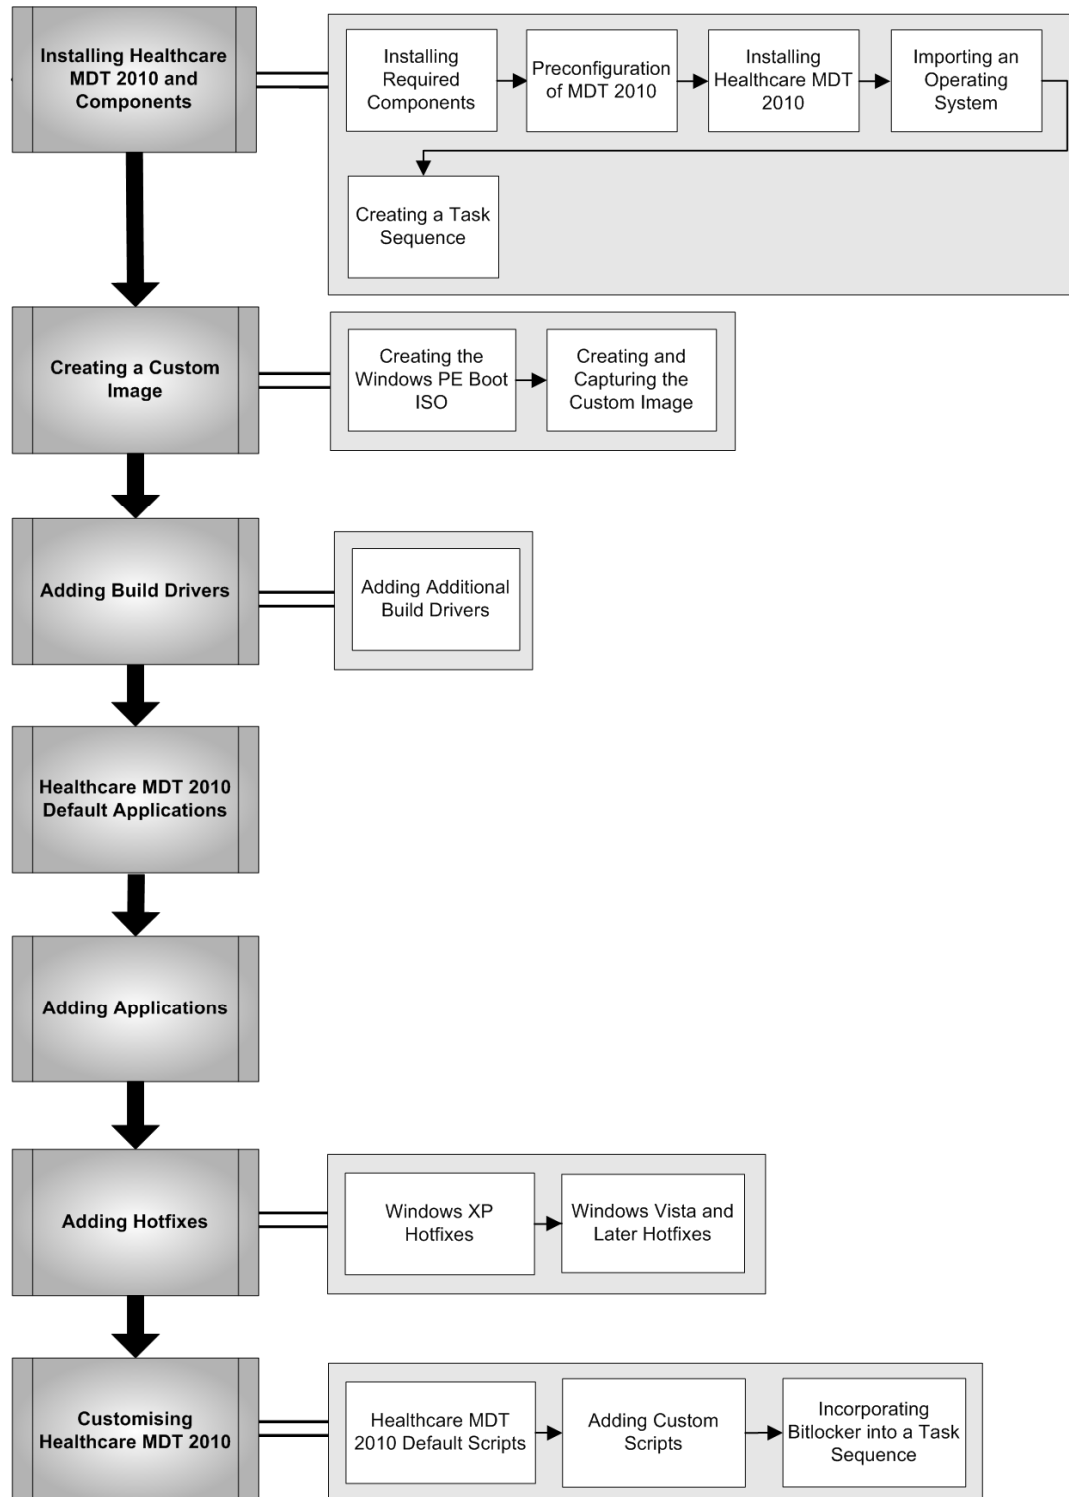 Installing Healthcare
MDT 2010 and
Components
Installing
Required
Components
Preconfiguration
of MDT 2010
Installing
Healthcare MDT
2010
Importing an
Operating
System
Creating a Task
Sequence
Creating a Custom
Image
Creating the
Windows PE Boot
ISO
Creating and
Capturing the
Custom Image
Adding Build Drivers
Adding Additional
Build Drivers
Healthcare MDT 2010
Default Applications
Adding Applications
Adding Hotfixes
Windows XP
Hotfixes
Windows Vista and
Later Hotfixes
Customising
Healthcare MDT 2010
Healthcare MDT
2010 Default Scripts
Adding Custom
Scripts
Incorporating
Bitlocker into a Task
Sequence